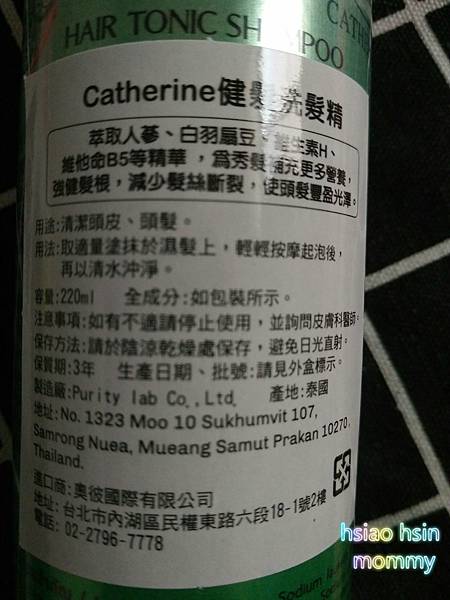 HAIR TONIC SHAMPOO
Catherine健髮洗髮精
萃取人蔘、白羽扇豆、維生素H、
維他命B5等精華，為秀髮補充更多營養，
強健髮根，減少髮絲斷裂，使頭髮豐盈光澤。
用途:清潔頭皮、頭髮。
用法:取適量塗抹於濕髮上，輕輕按摩起泡後，
再以清水沖淨。
容量:220ml 全成分:如包裝所示。
注意事項:如有不適請停止使用，並詢問皮膚科醫師。
保存方法:請於陰涼乾燥處保存，避免日光直射。
保質期:3年 生產日期、批號:請見外盒標示。
製造廠:Purity lab Co.,Ltd. 產地:泰國
地址:No. 1323 Moo 10 Sukhumvit 107,
Samrong Nuea, Mueang Samut Prakan 10270,
Thailand.
進口商:奧彼國際有限公司
地址:台北市內湖區民權東路六段18-1號2樓
電話: 02-2796-7778
Sodium
hsiao hsin
mommy